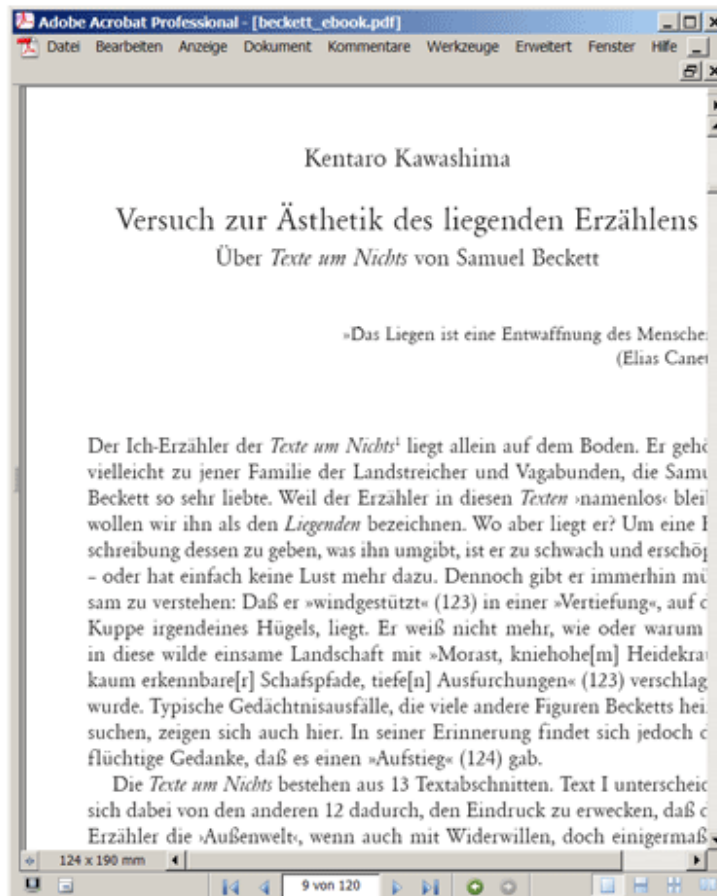 Adobe Acrobat Professional - [beckett_ebook.pdf]
Datei Bearbeiten Anzeige Dokument Kommentare Werkzeuge Erweitert Fenster Hilfe
Kentaro Kawashima
Versuch zur Ästhetik des liegenden Erzählens
Über Texte um Nichts von Samuel Beckett
»Das Liegen ist eine Entwaffnung des Mensche
(Elias Canet
Der Ich-Erzähler der Texte um Nichts¹ liegt allein auf dem Boden. Er gehö
vielleicht zu jener Familie der Landstreicher und Vagabunden, die Samu
Beckett so sehr liebte. Weil der Erzähler in diesen Texten ›namenlos‹ blei
wollen wir ihn als den Liegenden bezeichnen. Wo aber liegt er? Um eine B
schreibung dessen zu geben, was ihn umgibt, ist er zu schwach und erschöp
– oder hat einfach keine Lust mehr dazu. Dennoch gibt er immerhin mü
sam zu verstehen: Daß er »windgestützt« (123) in einer »Vertiefung«, auf d
Kuppe irgendeines Hügels, liegt. Er weiß nicht mehr, wie oder warum
in diese wilde einsame Landschaft mit »Morast, kniehohe[m] Heidekrau
kaum erkennbare[r] Schafspfade, tiefe[n] Ausfurchungen« (123) verschlag
wurde. Typische Gedächtnisausfälle, die viele andere Figuren Becketts hei
suchen, zeigen sich auch hier. In seiner Erinnerung findet sich jedoch d
flüchtige Gedanke, daß es einen »Aufstieg« (124) gab.
Die Texte um Nichts bestehen aus 13 Textabschnitten. Text I unterscheid
sich dabei von den anderen 12 dadurch, den Eindruck zu erwecken, daß d
Erzähler die ›Außenwelt‹, wenn auch mit Widerwillen, doch einigermaß
124 x 190 mm
9 von 120